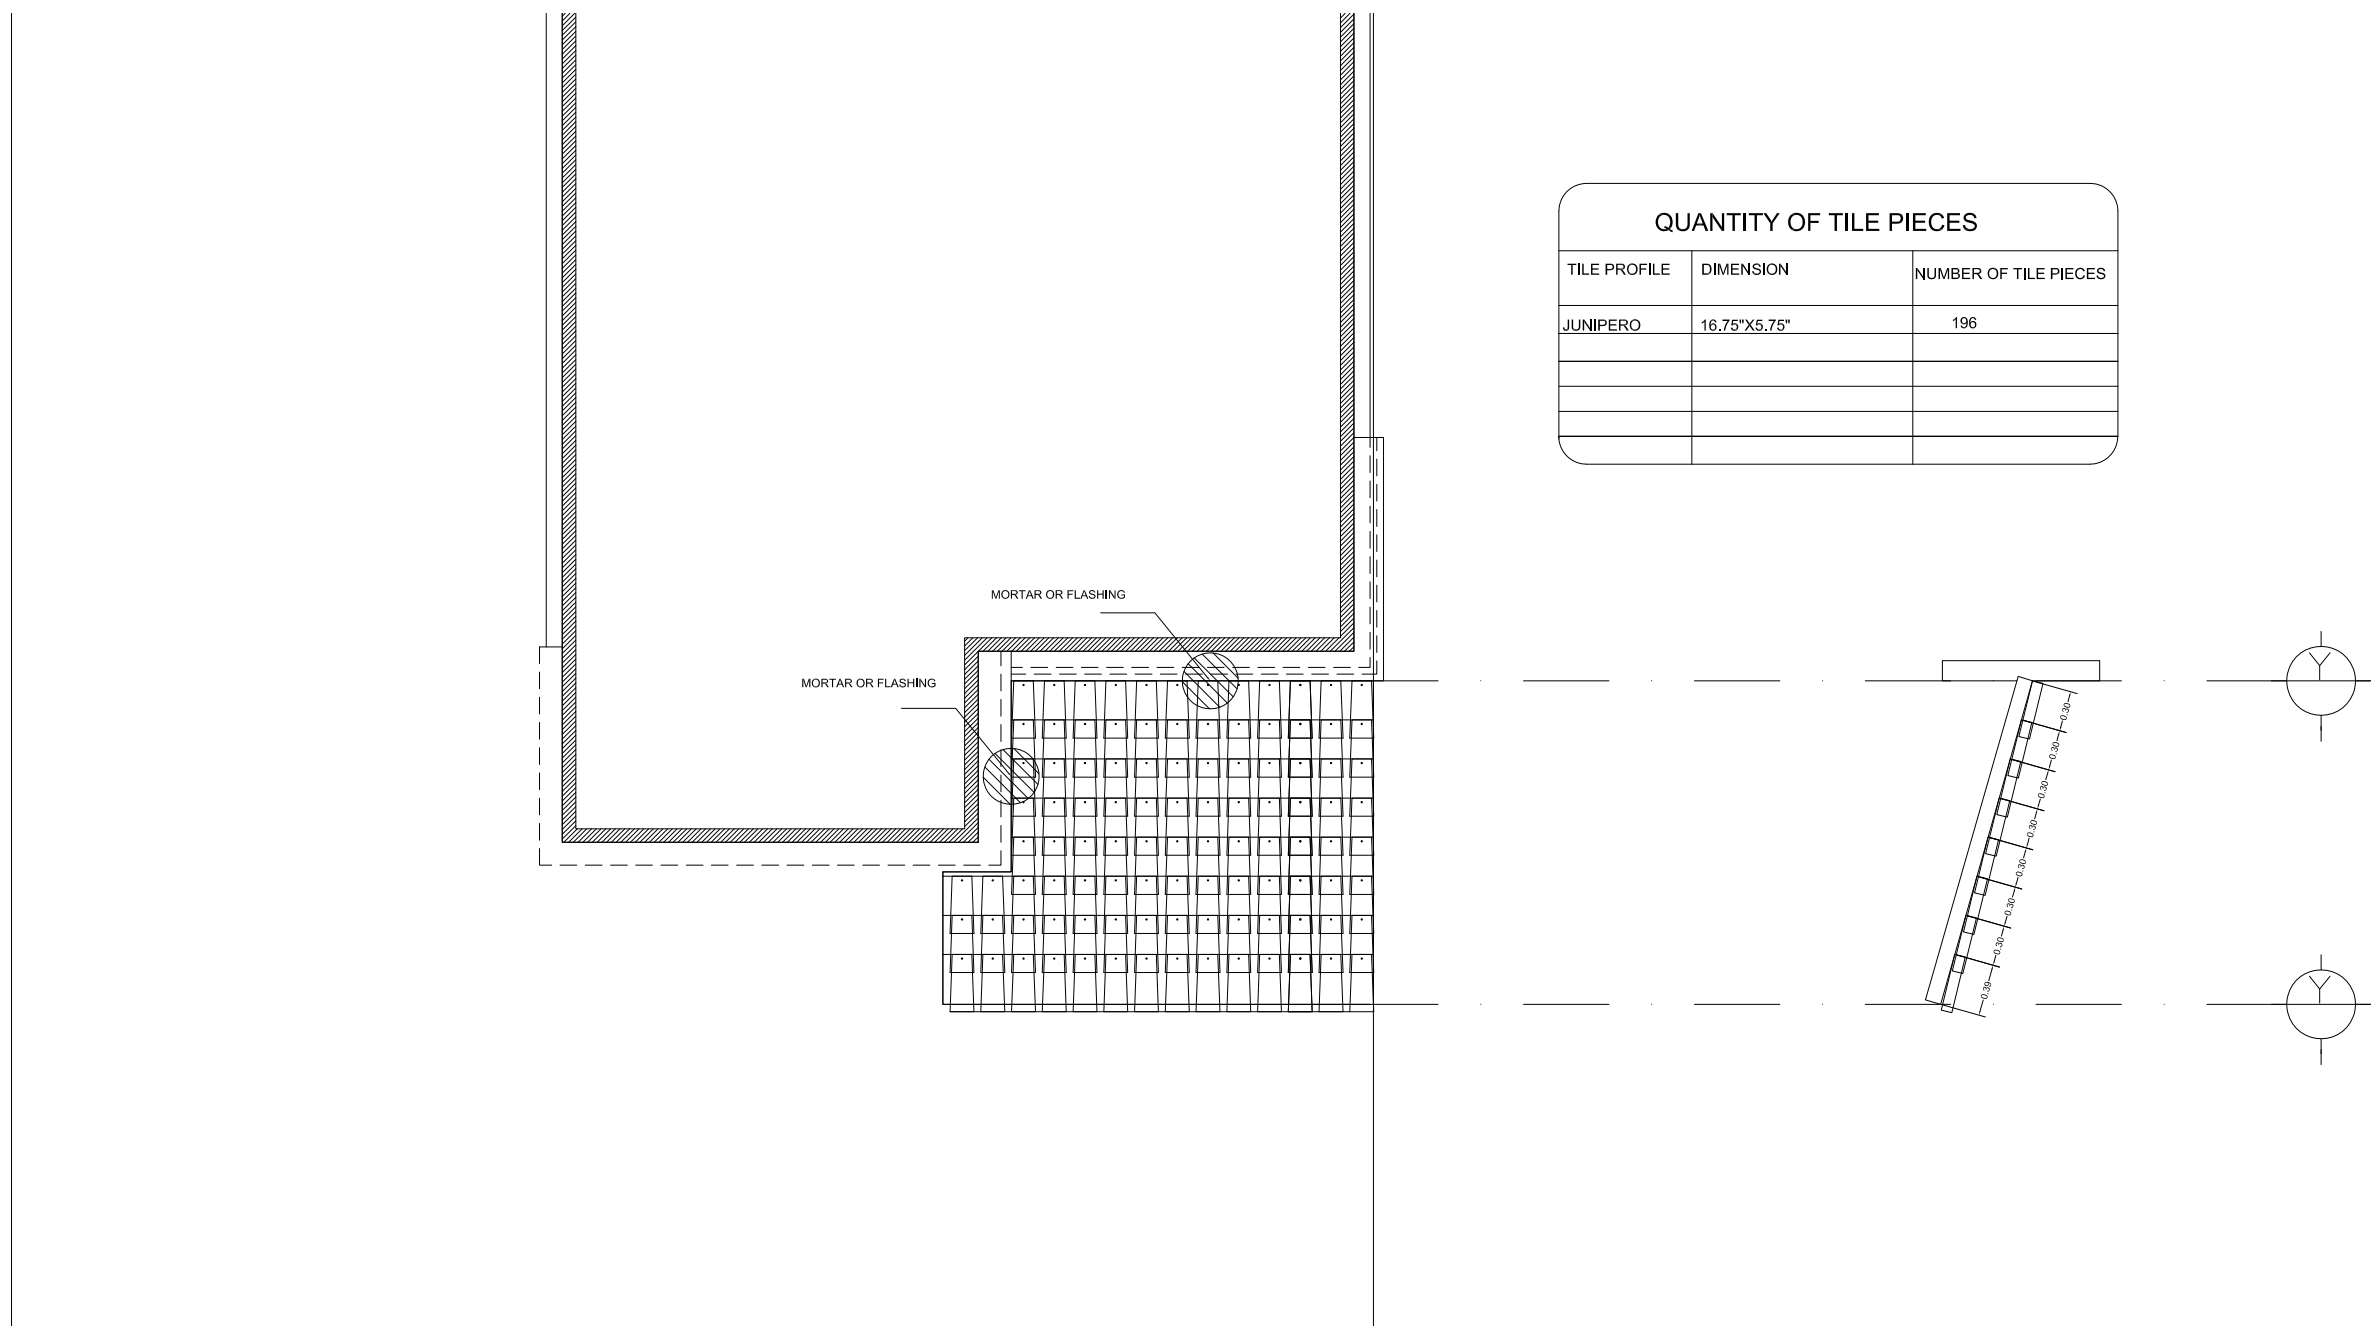 QUANTITY OF TILE PIECES
TILE PROFILE DIMENSION NUMBER OF TILE PIECES
JUNIPERO 16.75"X5.75" 196
MORTAR OR FLASHING
MORTAR OR FLASHING
Y
0.30
0.30
0.30
0.30
0.30
0.30
0.30
0.39
Y